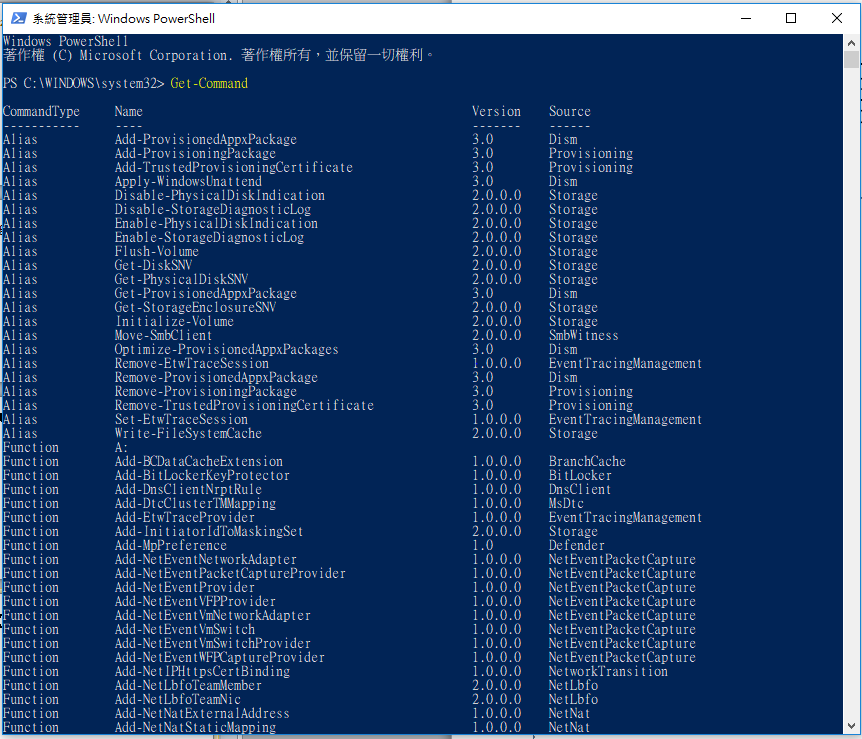 系統管理員: Windows PowerShell
Windows PowerShell
著作權 (C) Microsoft Corporation. 著作權所有，並保留一切權利。
PS C:\WINDOWS\system32> Get-Command
CommandType Name Version Source
----------- ---- ------- ------
Alias Add-ProvisionedAppxPackage 3.0 Dism
Alias Add-ProvisioningPackage 3.0 Provisioning
Alias Add-TrustedProvisioningCertificate 3.0 Provisioning
Alias Apply-WindowsUnattend 3.0 Dism
Alias Disable-PhysicalDiskIndication 2.0.0.0 Storage
Alias Disable-StorageDiagnosticLog 2.0.0.0 Storage
Alias Enable-PhysicalDiskIndication 2.0.0.0 Storage
Alias Enable-StorageDiagnosticLog 2.0.0.0 Storage
Alias Flush-Volume 2.0.0.0 Storage
Alias Get-DiskSNV 2.0.0.0 Storage
Alias Get-PhysicalDiskSNV 2.0.0.0 Storage
Alias Get-ProvisionedAppxPackage 3.0 Dism
Alias Get-StorageEnclosureSNV 2.0.0.0 Storage
Alias Initialize-Volume 2.0.0.0 Storage
Alias Move-SmbClient 2.0.0.0 SmbWitness
Alias Optimize-ProvisionedAppxPackages 3.0 Dism
Alias Remove-EtwTraceSession 1.0.0.0 EventTracingManagement
Alias Remove-ProvisionedAppxPackage 3.0 Dism
Alias Remove-ProvisioningPackage 3.0 Provisioning
Alias Remove-TrustedProvisioningCertificate 3.0 Provisioning
Alias Set-EtwTraceSession 1.0.0.0 EventTracingManagement
Alias Write-FileSystemCache 2.0.0.0 Storage
Function A:
Function Add-BCDataCacheExtension 1.0.0.0 BranchCache
Function Add-BitLockerKeyProtector 1.0.0.0 BitLocker
Function Add-DnsClientNrptRule 1.0.0.0 DnsClient
Function Add-DtcClusterTMMapping 1.0.0.0 MsDtc
Function Add-EtwTraceProvider 1.0.0.0 EventTracingManagement
Function Add-InitiatorIdToMaskingSet 2.0.0.0 Storage
Function Add-MpPreference 1.0 Defender
Function Add-NetEventNetworkAdapter 1.0.0.0 NetEventPacketCapture
Function Add-NetEventPacketCaptureProvider 1.0.0.0 NetEventPacketCapture
Function Add-NetEventProvider 1.0.0.0 NetEventPacketCapture
Function Add-NetEventVFPProvider 1.0.0.0 NetEventPacketCapture
Function Add-NetEventVmNetworkAdapter 1.0.0.0 NetEventPacketCapture
Function Add-NetEventVmSwitch 1.0.0.0 NetEventPacketCapture
Function Add-NetEventVmSwitchProvider 1.0.0.0 NetEventPacketCapture
Function Add-NetEventWFPCaptureProvider 1.0.0.0 NetEventPacketCapture
Function Add-NetIPHttpsCertBinding 1.0.0.0 NetworkTransition
Function Add-NetLbfoTeamMember 2.0.0.0 NetLbfo
Function Add-NetLbfoTeamNic 2.0.0.0 NetLbfo
Function Add-NetNatExternalAddress 1.0.0.0 NetNat
Function Add-NetNatStaticMapping 1.0.0.0 NetNat